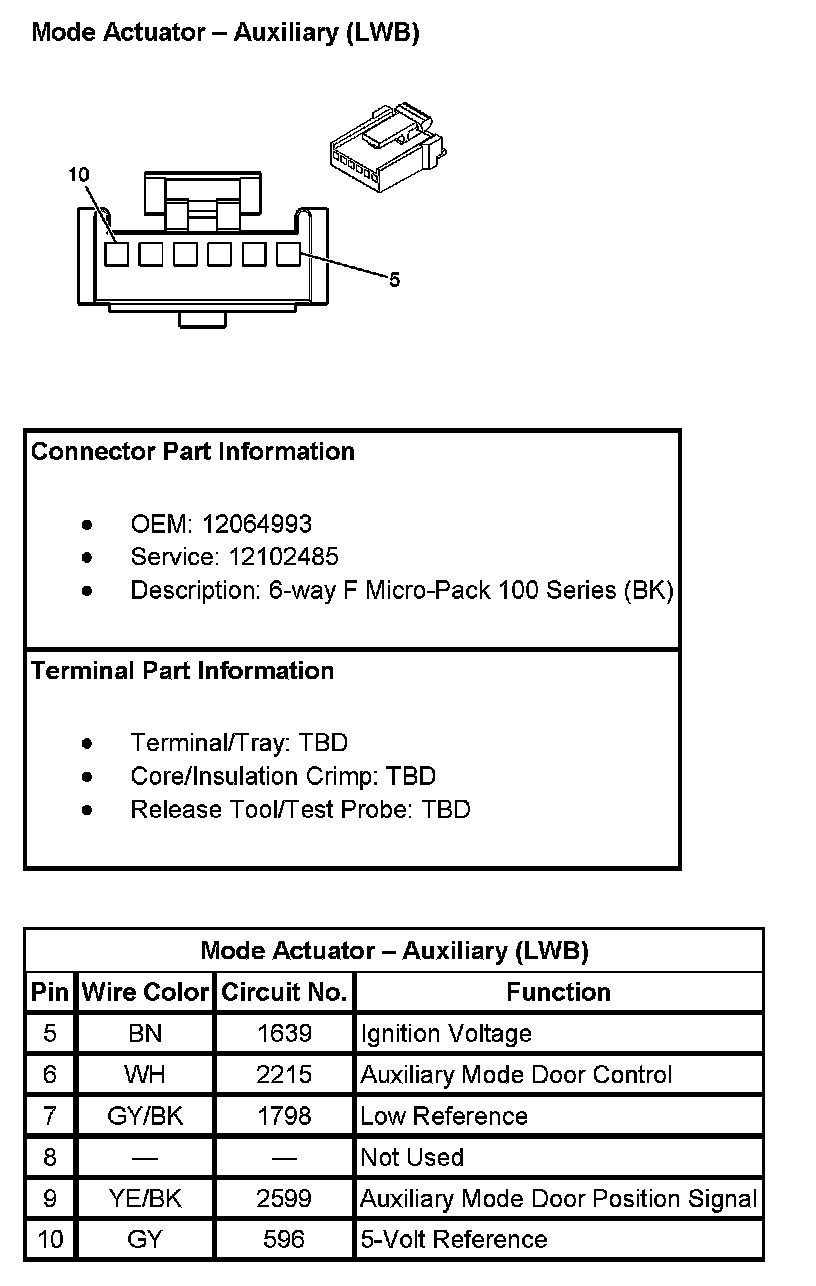 Mode Actuator – Auxiliary (LWB)
10
5
Connector Part Information
• OEM: 12064993
• Service: 12102485
• Description: 6-way F Micro-Pack 100 Series (BK)
Terminal Part Information
• Terminal/Tray: TBD
• Core/Insulation Crimp: TBD
• Release Tool/Test Probe: TBD
Mode Actuator – Auxiliary (LWB)
Pin Wire Color Circuit No. Function
5 BN 1639 Ignition Voltage
6 WH 2215 Auxiliary Mode Door Control
7 GY/BK 1798 Low Reference
8 — — Not Used
9 YE/BK 2599 Auxiliary Mode Door Position Signal
10 GY 596 5-Volt Reference